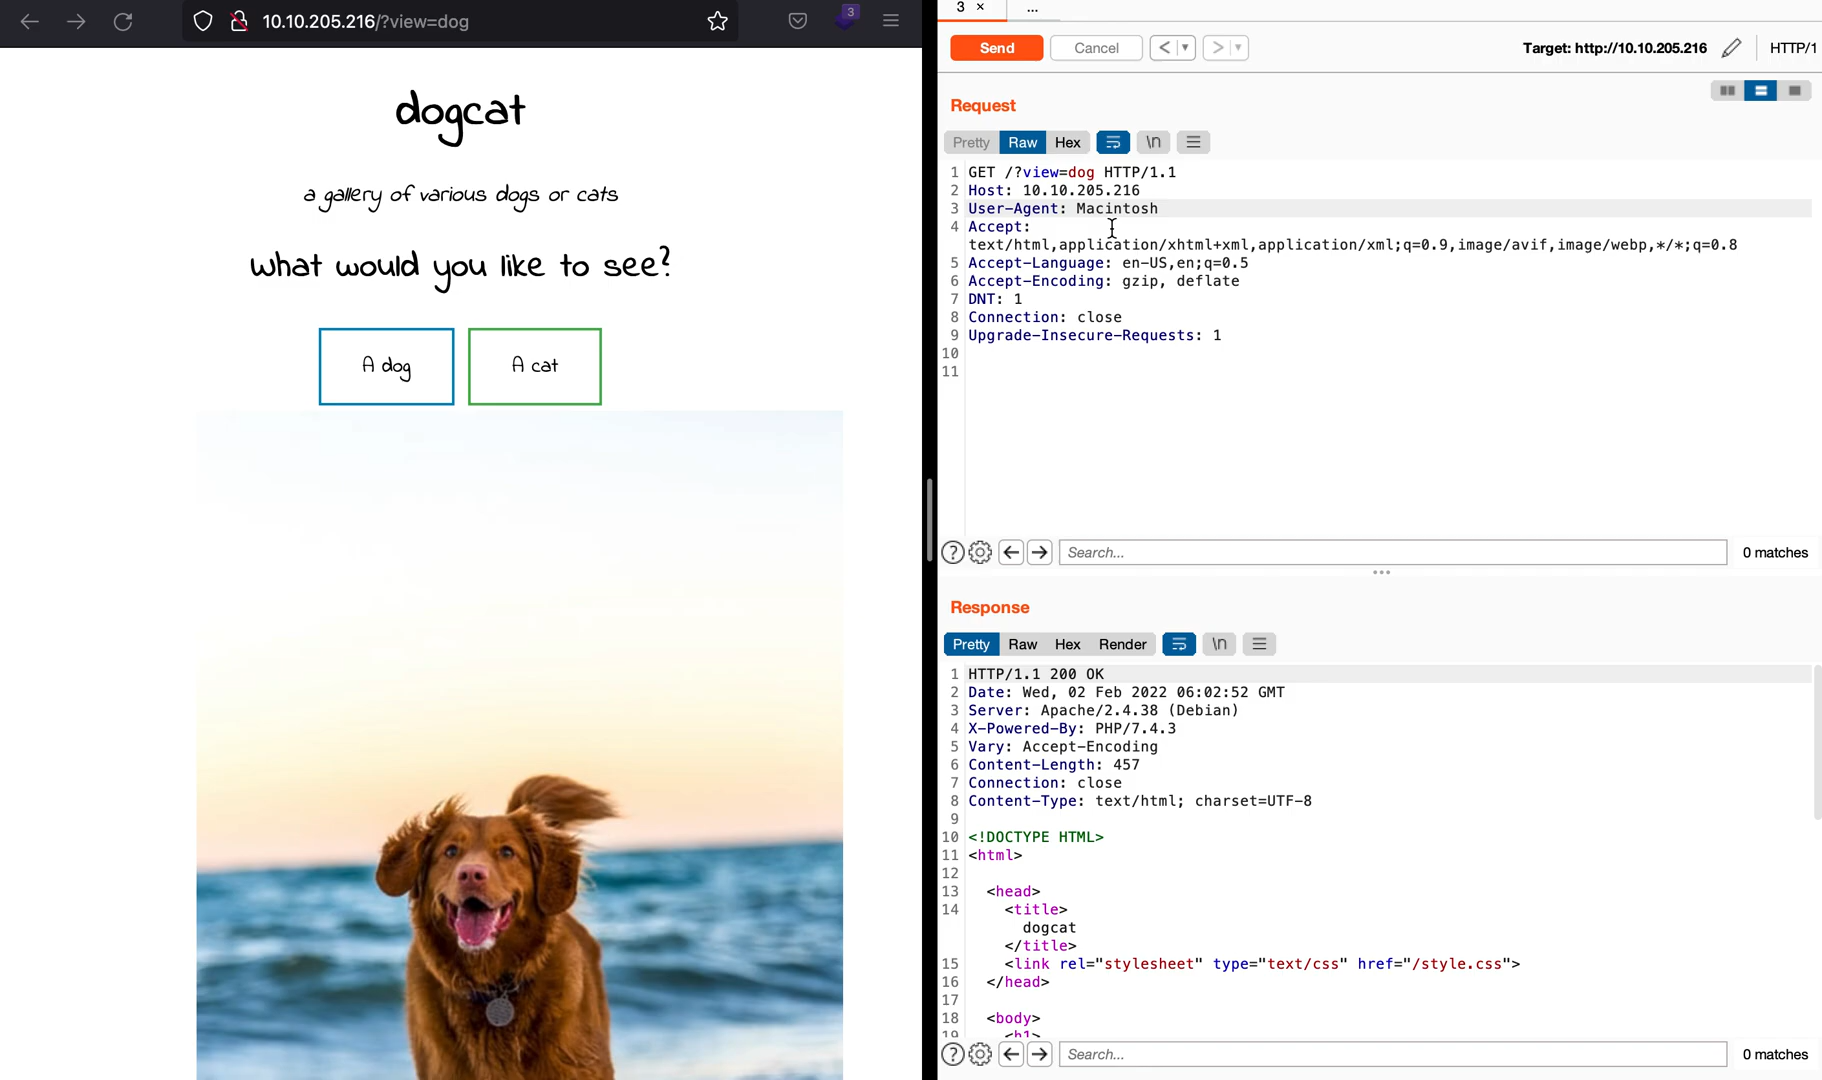 10.10.205.216/?view=dog
3
dogcat
a gallery of various dogs or cats
what would you like to see?
A dog
A cat
3 ×
...
Send
Cancel
<
>
Target: http://10.10.205.216
HTTP/1
Request
Pretty
Raw
Hex
\n
1 GET /?view=dog HTTP/1.1
2 Host: 10.10.205.216
3 User-Agent: Macintosh
4 Accept:
text/html,application/xhtml+xml,application/xml;q=0.9,image/avif,image/webp,*/*;q=0.8
5 Accept-Language: en-US,en;q=0.5
6 Accept-Encoding: gzip, deflate
7 DNT: 1
8 Connection: close
9 Upgrade-Insecure-Requests: 1
10
11
?
Search...
0 matches
Response
Pretty
Raw
Hex
Render
\n
1 HTTP/1.1 200 OK
2 Date: Wed, 02 Feb 2022 06:02:52 GMT
3 Server: Apache/2.4.38 (Debian)
4 X-Powered-By: PHP/7.4.3
5 Vary: Accept-Encoding
6 Content-Length: 457
7 Connection: close
8 Content-Type: text/html; charset=UTF-8
9
10 <!DOCTYPE HTML>
11 <html>
12
13 <head>
14 <title>
dogcat
</title>
15 <link rel="stylesheet" type="text/css" href="/style.css">
16 </head>
17
18 <body>
19 <h1>
?
Search...
0 matches